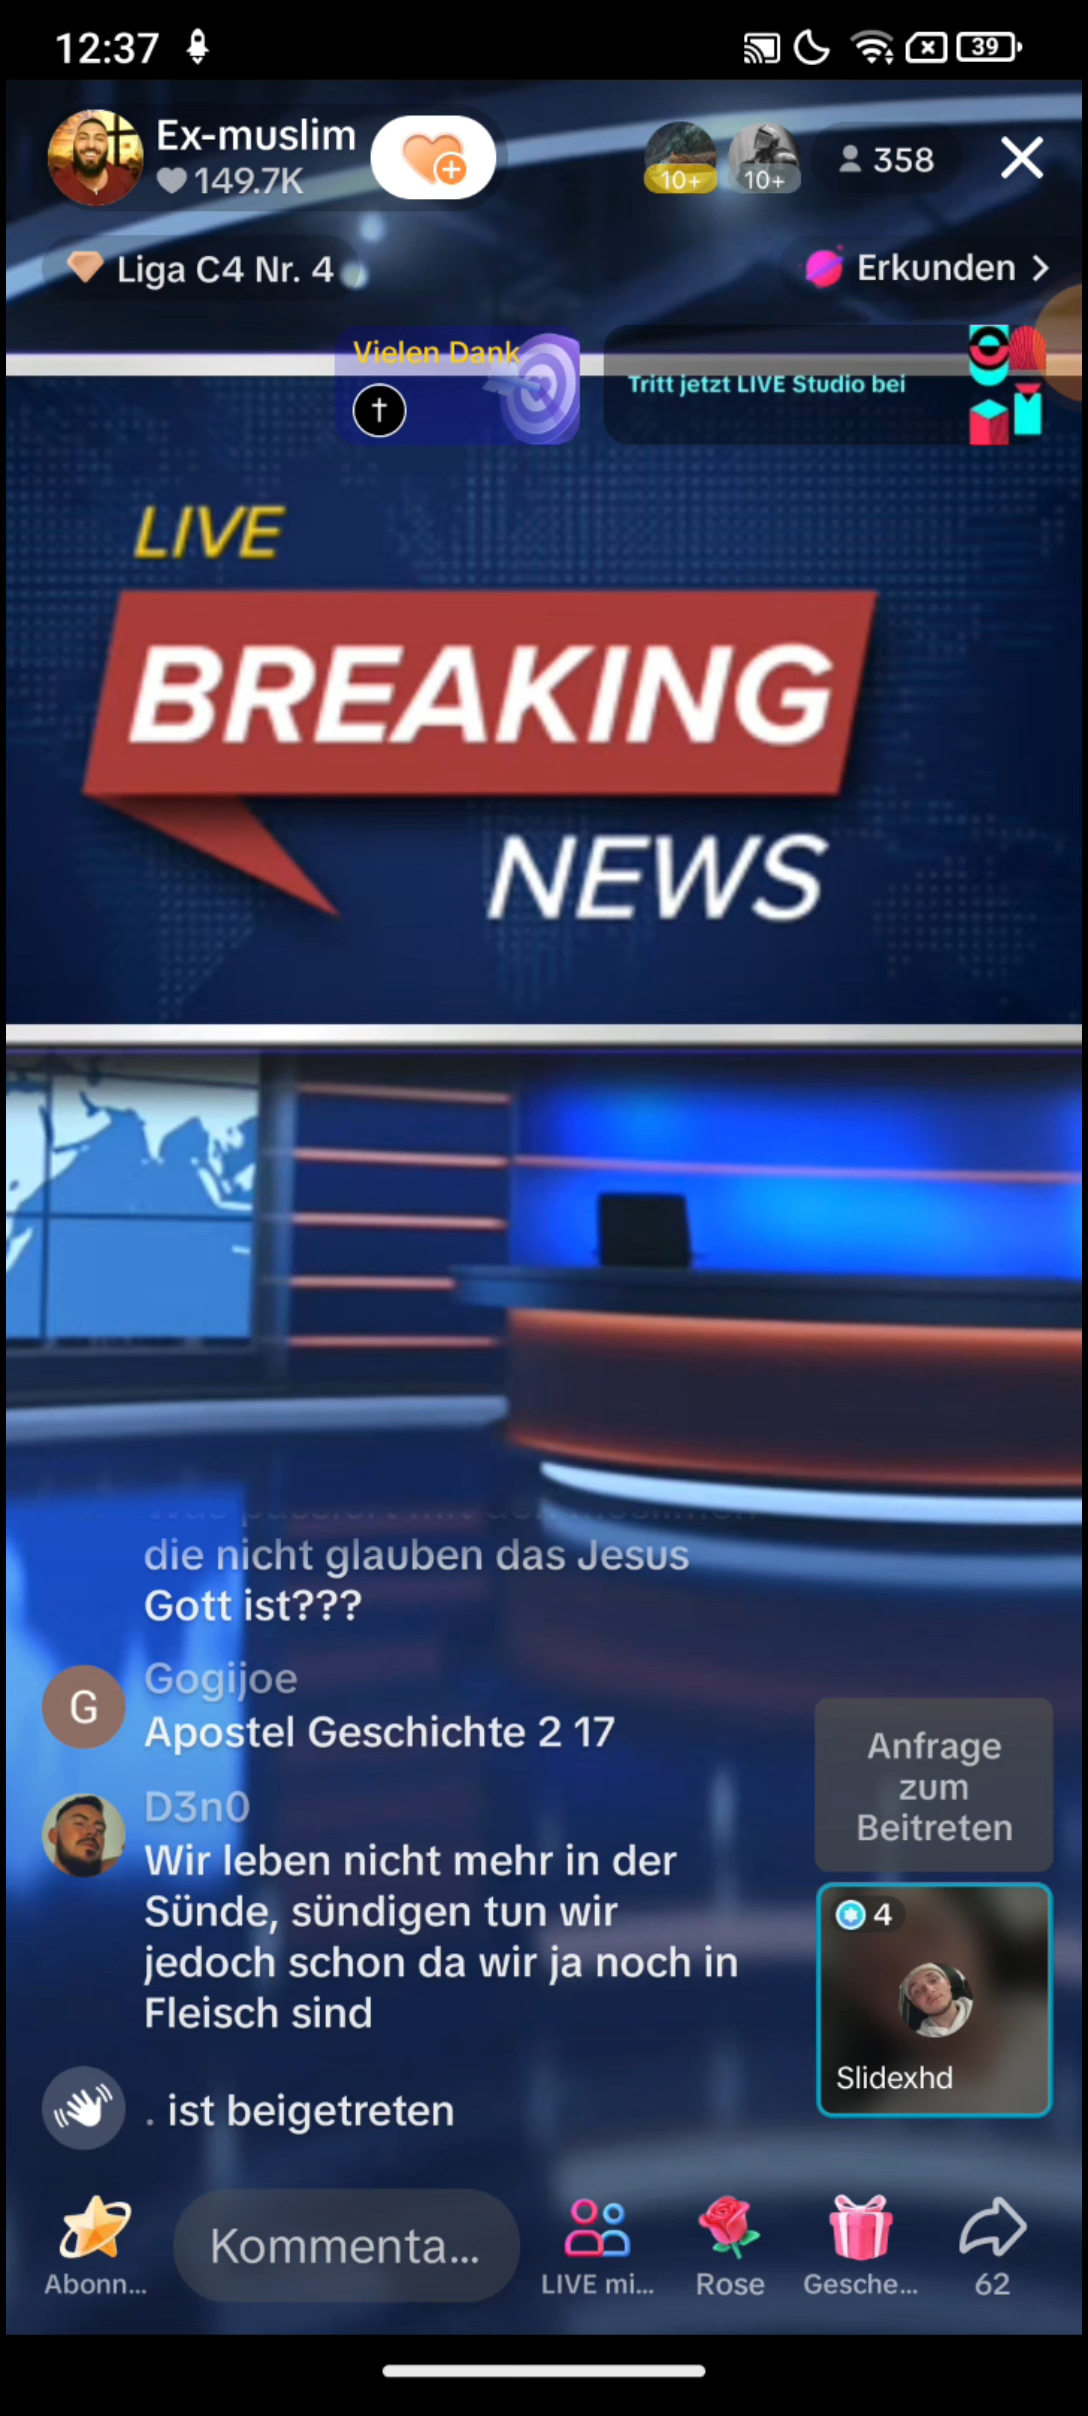 12:37
39
Ex-muslim
149.7K
10+
10+
358
Liga C4 Nr. 4
Erkunden
Vielen Dank
Tritt jetzt LIVE Studio bei
LIVE
BREAKING
NEWS
die nicht glauben das Jesus
Gott ist???
Gogijoe
G
Apostel Geschichte 2 17
D3n0
Wir leben nicht mehr in der
Sünde, sündigen tun wir
jedoch schon da wir ja noch in
Fleisch sind
. ist beigetreten
Anfrage
zum
Beitreten
4
Slidexhd
Abonn...
Kommenta...
LIVE mi...
Rose
Gesche...
62